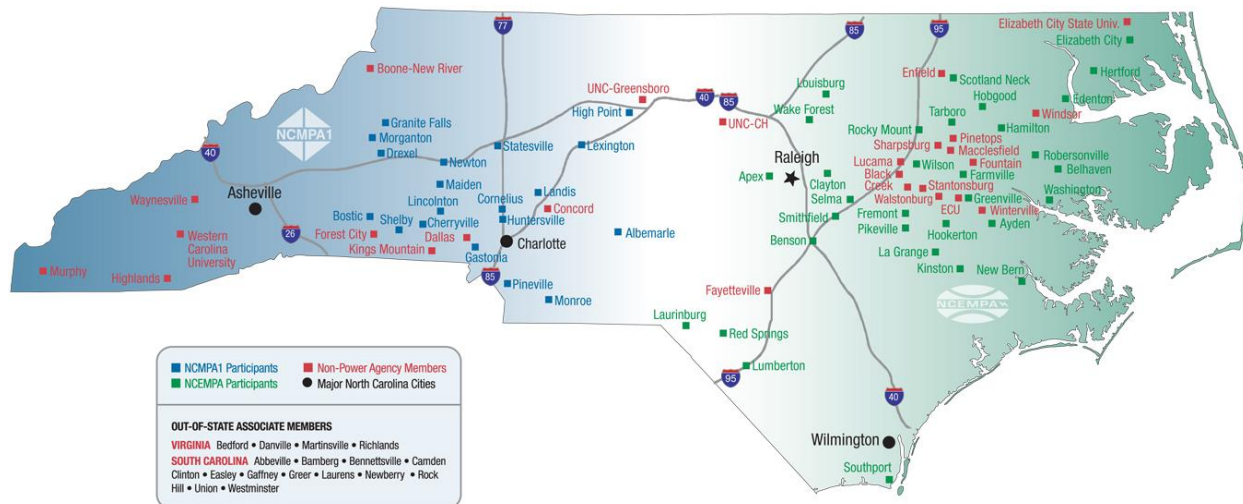 77
85
95
Elizabeth City State Univ.
Elizabeth City
Boone-New River
Enfield
Scotland Neck
Hertford
UNC-Greensboro
40
85
Louisburg
Hobgood
Edenton
High Point
Wake Forest
Windsor
NCMPA1
Granite Falls
UNC-CH
Tarboro
Hamilton
Morganton
Rocky Mount
Pinetops
40
Drexel
Statesville
Lexington
Sharpsburg
Macclesfield
Newton
Raleigh
Lucama
Wilson
Fountain
Robersonville
Apex
Clayton
Black
Creek
Farmville
Belhaven
Asheville
Maiden
Landis
Selma
Stantonsburg
Waynesville
Lincolnton
Cornelius
Concord
Walstonburg
Greenville
Washington
Bostic
Shelby
Cherryville
Huntersville
Smithfield
Fremont
ECU
Winterville
26
Forest City
Dallas
Charlotte
Albemarle
Pikeville
Hookerton
Ayden
Western
Carolina
University
Kings Mountain
Gastonia
Benson
La Grange
Murphy
Highlands
85
Pineville
Kinston
New Bern
Monroe
Fayetteville
NCEMPA
Laurinburg
Red Springs
Lumberton
95
40
Wilmington
Southport
NCMPA1 Participants
Non-Power Agency Members
NCEMPA Participants
Major North Carolina Cities
OUT-OF-STATE ASSOCIATE MEMBERS
VIRGINIA Bedford • Danville • Martinsville • Richlands
SOUTH CAROLINA Abbeville • Bamberg • Bennettsville • Camden
Clinton • Easley • Gaffney • Greer • Laurens • Newberry • Rock
Hill • Union • Westminster